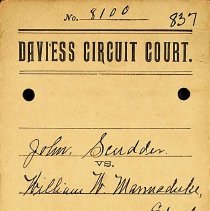 No. 8100 837
DAVIESS CIRCUIT COURT.
John Scudder
VS.
William W. Marmaduke,